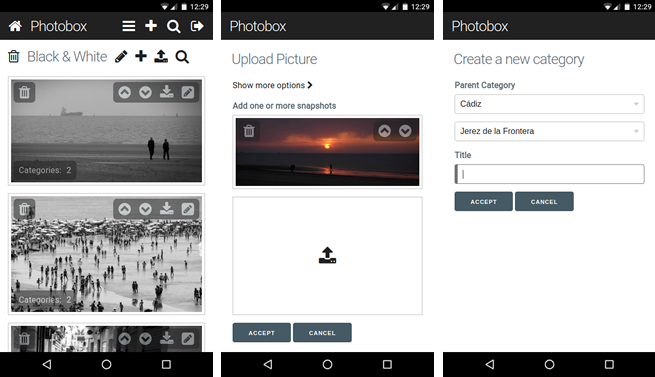 12:29
Photobox
Black & White
Categories: 2
Categories: 2
12:29
Photobox
Upload Picture
Show more options
Add one or more snapshots
ACCEPT
CANCEL
12:29
Photobox
Create a new category
Parent Category
Cádiz
Jerez de la Frontera
Title
ACCEPT
CANCEL